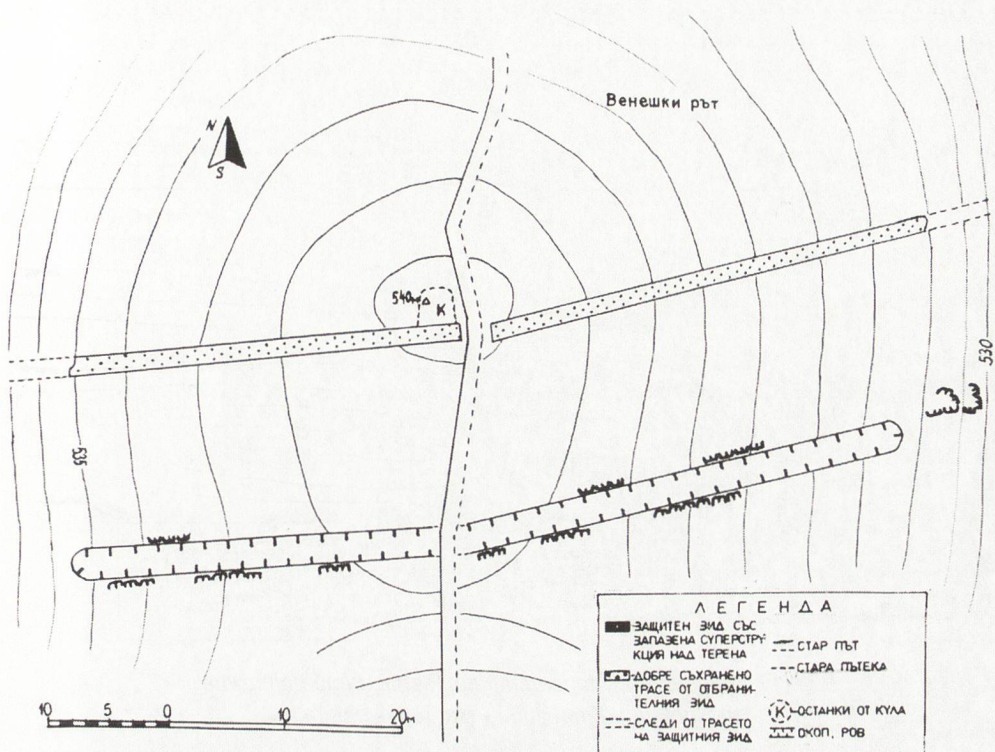 Венешки рът
N
S
540м
К
530
535
ЛЕГЕНДА
ЗАЩИТЕН ЗИД СЪС
ЗАПАЗЕНА СУПЕРСТРУ-
КЦИЯ НАД ТЕРЕНА
ДОБРЕ СЪХРАНЕНО
ТРАСЕ ОТ ОТБРАНИ-
ТЕЛНИЯ ЗИД
СЛЕДИ ОТ ТРАСЕТО
НА ЗАЩИТНИЯ ЗИД
СТАР ПЪТ
СТАРА ПЪТЕКА
К ОСТАНКИ ОТ КУЛА
ОКОП, РОВ
10 5 0 10 20м